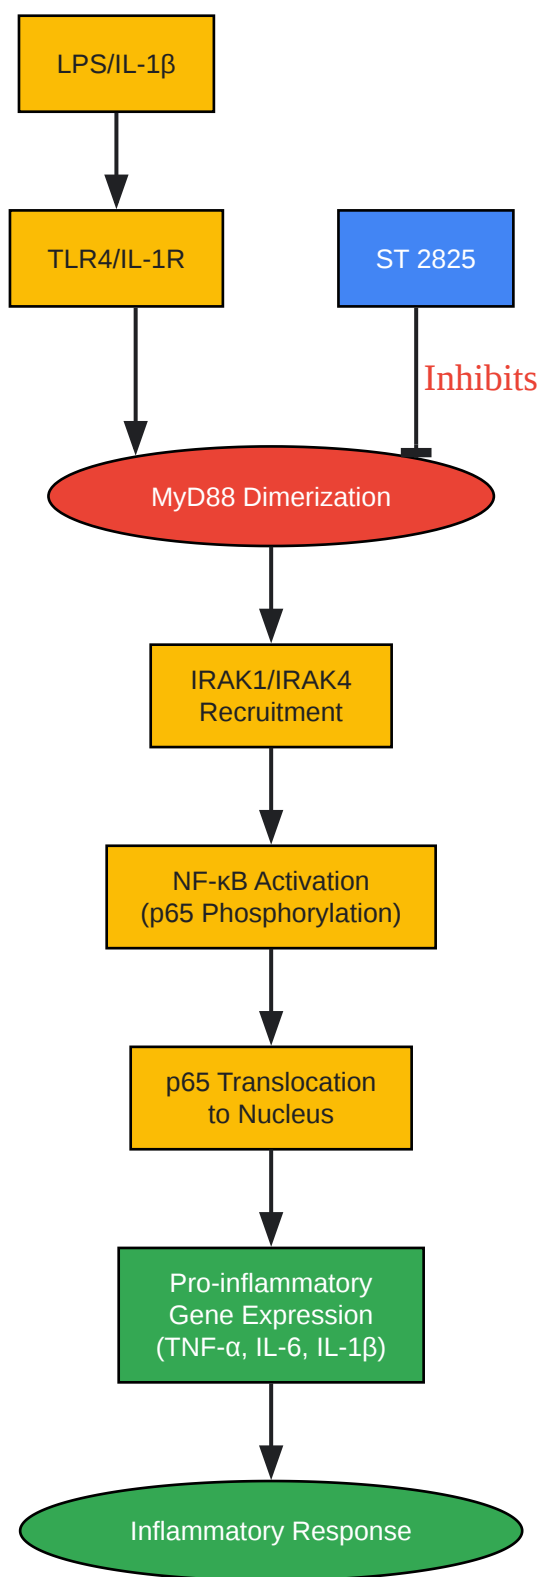 LPS/IL-1β
TLR4/IL-1R
ST 2825
Inhibits
MyD88 Dimerization
IRAK1/IRAK4
Recruitment
NF-κB Activation
(p65 Phosphorylation)
p65 Translocation
to Nucleus
Pro-inflammatory
Gene Expression
(TNF-α, IL-6, IL-1β)
Inflammatory Response